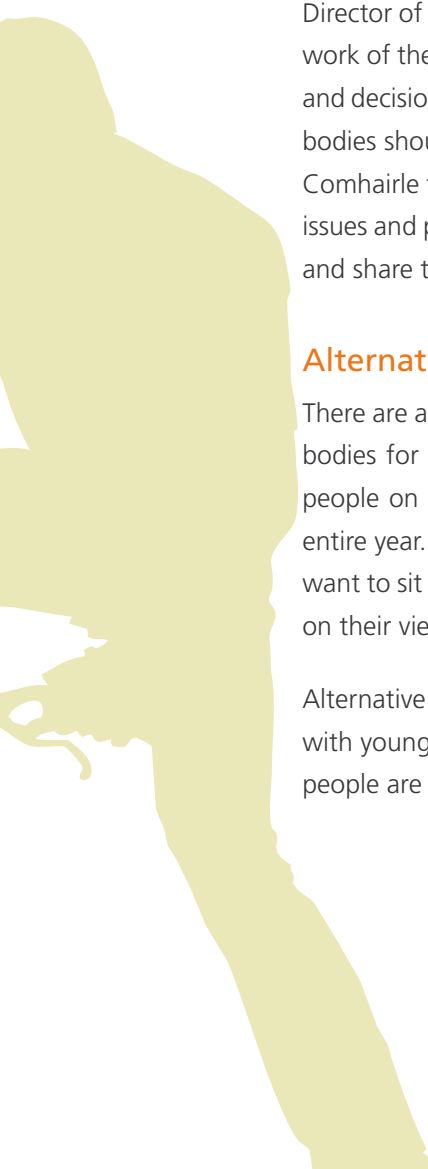 Director of
work of the
and decisio
bodies shou
Comhairle
issues and p
and share t
Alternat
There are a
bodies for
people on
entire year.
want to sit
on their vie
Alternative
with young
people are